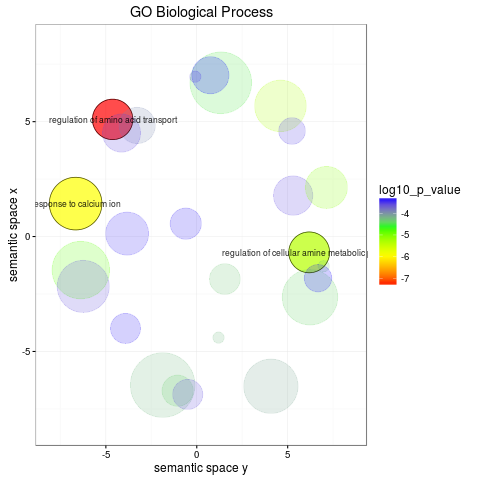 GO Biological Process
regulation of amino acid transport
esponse to calcium ion
regulation of cellular amine metabolic
5
0
-5
-5
0
5
semantic space y
semantic space x
log10_p_value
-4
-5
-6
-7